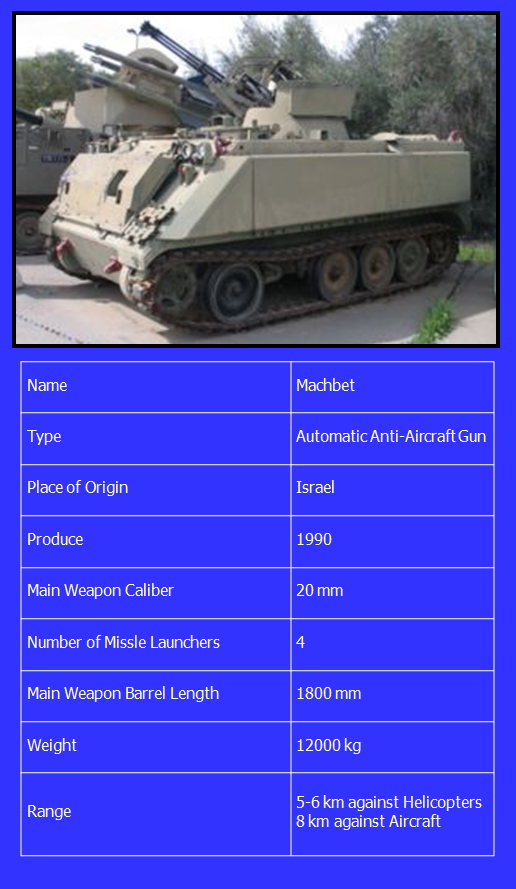 Name Machbet
Type Automatic Anti-Aircraft Gun
Place of Origin Israel
Produce 1990
Main Weapon Caliber 20 mm
Number of Missle Launchers 4
Main Weapon Barrel Length 1800 mm
Weight 12000 kg
Range 5-6 km against Helicopters
8 km against Aircraft